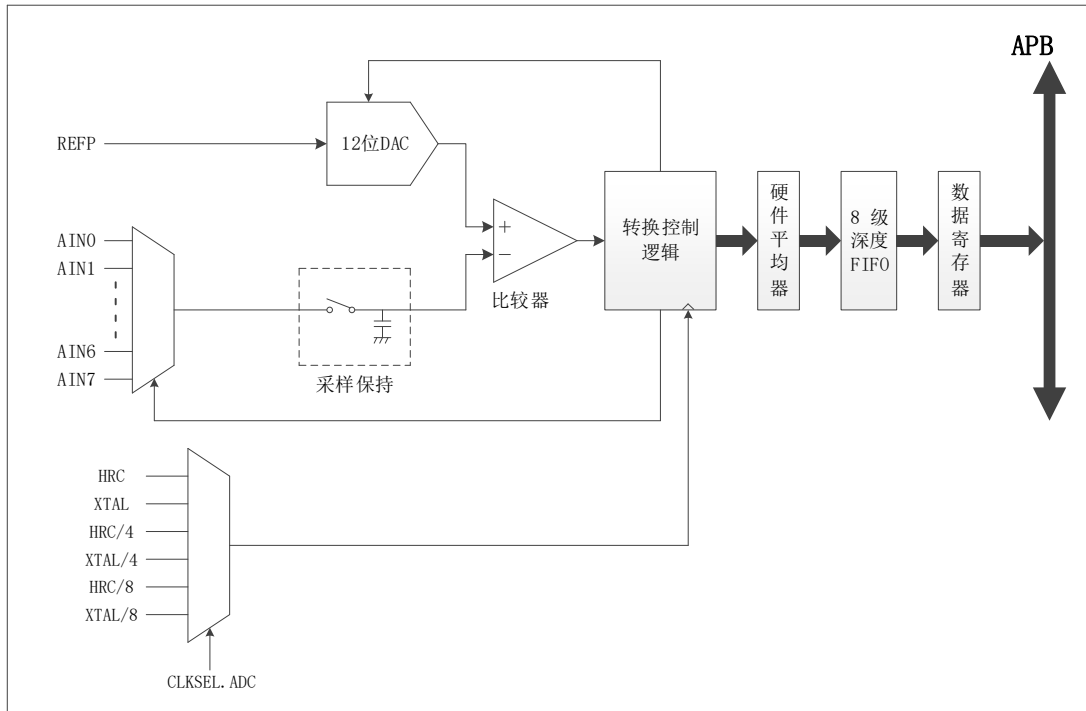 APB
REFP
12位DAC
AIN0
AIN1
AIN6
AIN7
+
−
比较器
采样保持
转换控制
逻辑
硬
件
平
均
器
8 级
深度
FIFO
数
据
寄
存
器
HRC
XTAL
HRC/4
XTAL/4
HRC/8
XTAL/8
CLKSEL.ADC